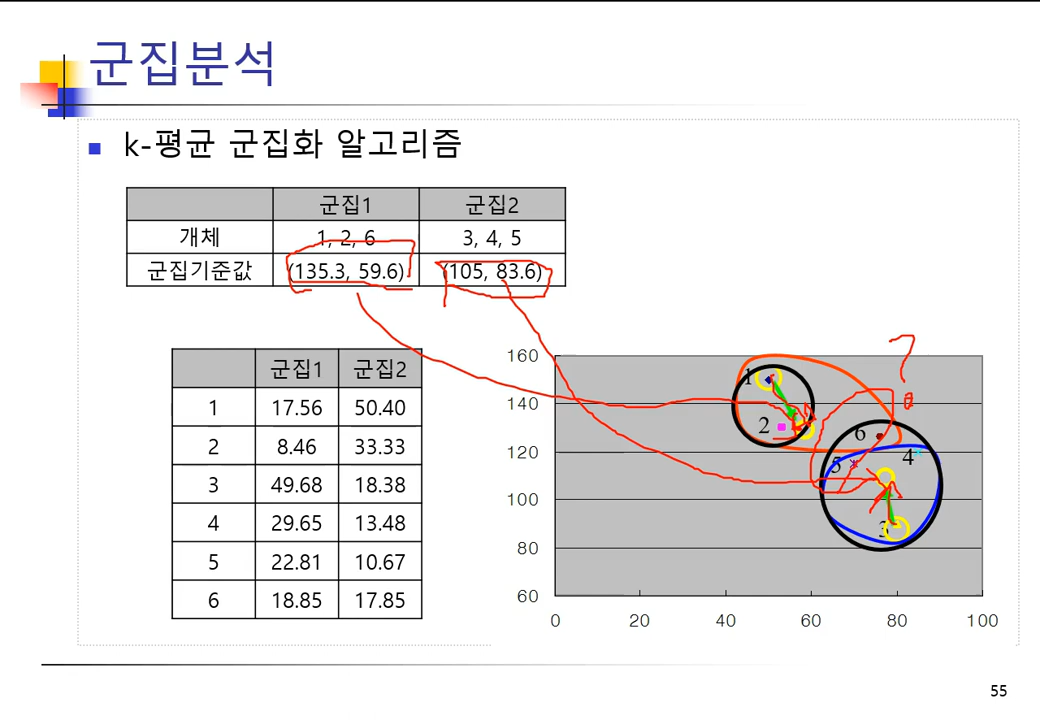 군집분석
k-평균 군집화 알고리즘
군집1 군집2
개체 1, 2, 6 3, 4, 5
군집기준값 (135.3, 59.6) (105, 83.6)
군집1 군집2
1 17.56 50.40
2 8.46 33.33
3 49.68 18.38
4 29.65 13.48
5 22.81 10.67
6 18.85 17.85
160
140
120
100
80
60
0 20 40 60 80 100
1
2
6
5
4
3
55